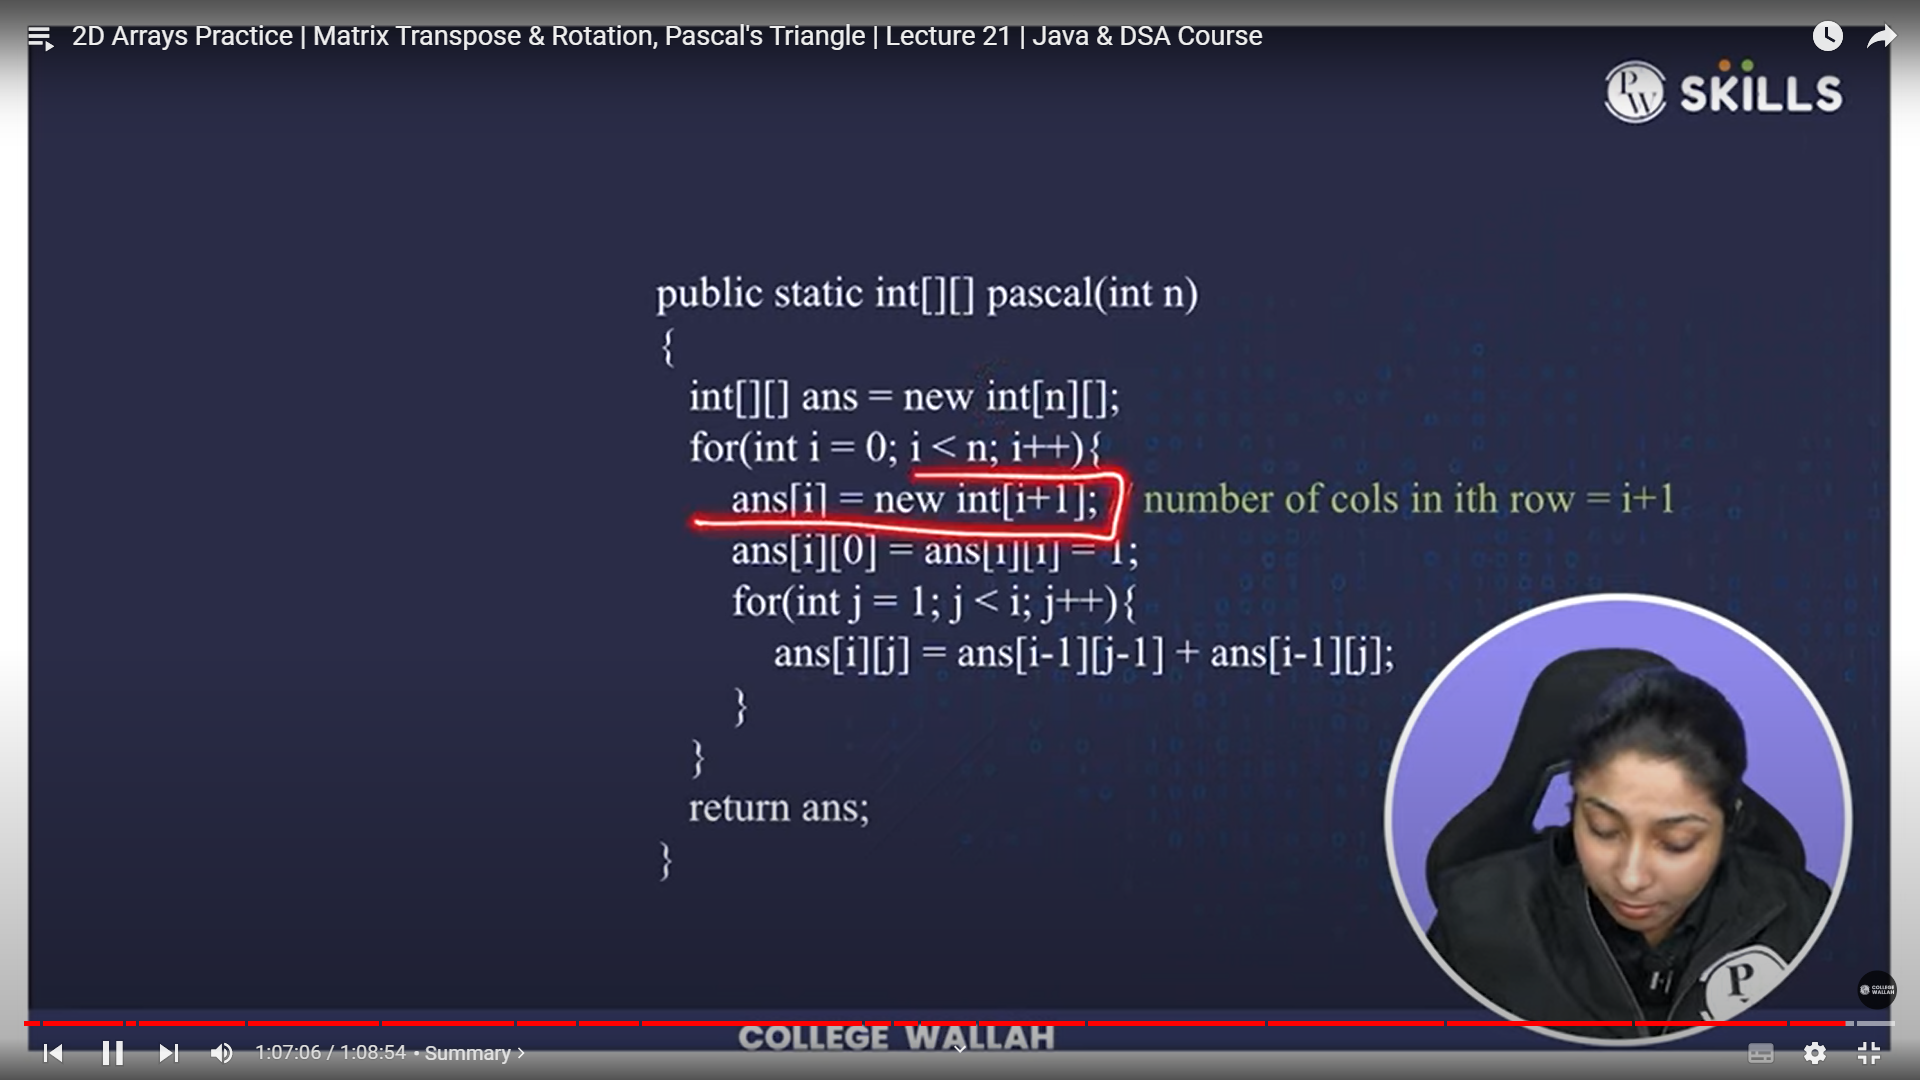 2D Arrays Practice | Matrix Transpose & Rotation, Pascal's Triangle | Lecture 21 | Java & DSA Course
PW SKILLS
public static int[][] pascal(int n)
{
int[][] ans = new int[n][];
for(int i = 0; i < n; i++){
ans[i] = new int[i+1]; number of cols in ith row = i+1
ans[i][0] = ans[i][i] = 1;
for(int j = 1; j < i; j++){
ans[i][j] = ans[i-1][j-1] + ans[i-1][j];
}
}
return ans;
}
P
COLLEGE WALLAH
COLLEGE WALLAH
1:07:06 / 1:08:54 • Summary >